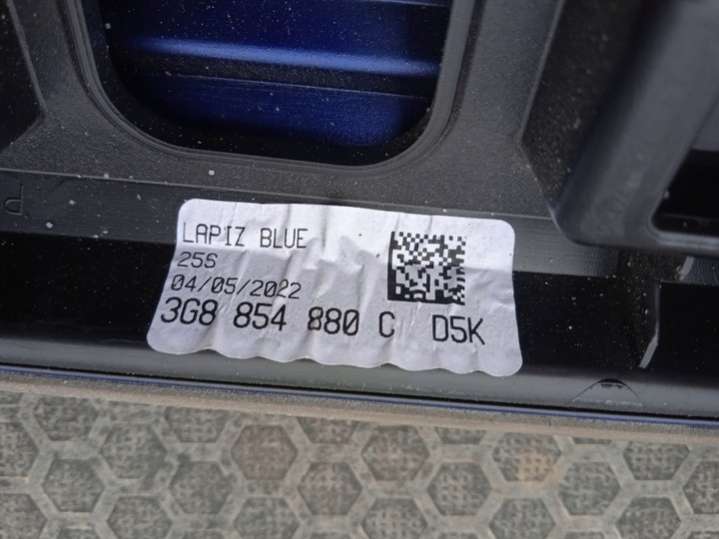 LAPIZ BLUE
25S
04/05/2022
3G8 854 880 C D5K
P